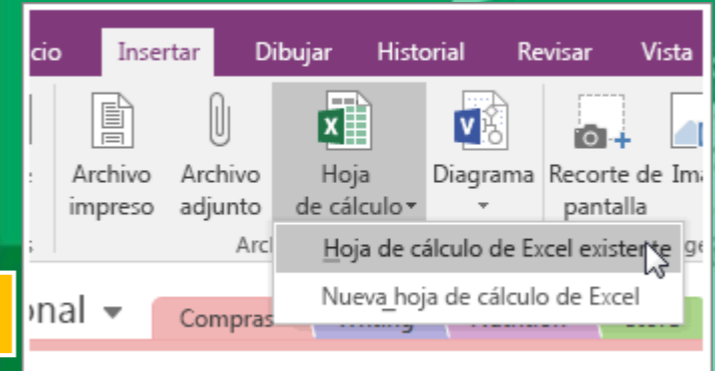 cio Insertar Dibujar Historial Revisar Vista
Archivo impreso
Archivo adjunto
Hoja de cálculo
Diagrama
Recorte de pantalla
Arc
Hoja de cálculo de Excel existente
Nueva hoja de cálculo de Excel
onal
Compras